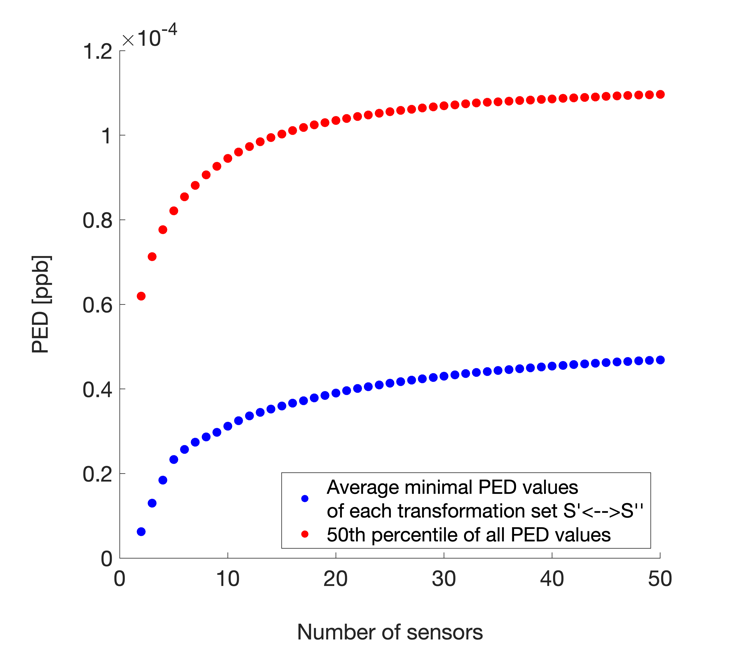 ×10⁻⁴
1.2
1
0.8
0.6
0.4
0.2
0
PED [ppb]
0 10 20 30 40 50
Number of sensors
Average minimal PED values
of each transformation set S'<-->S''
50th percentile of all PED values